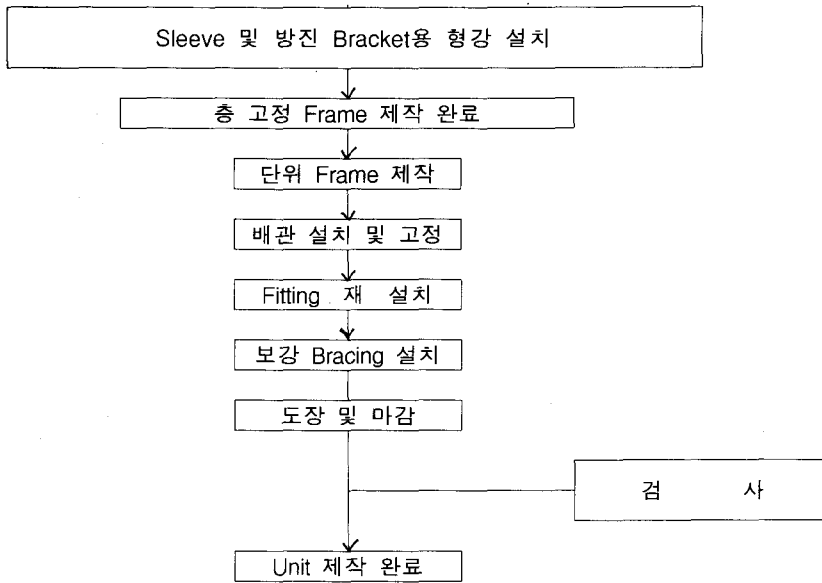 Sleeve 및 방진 Bracket용 형강 설치
층 고정 Frame 제작 완료
단위 Frame 제작
배관 설치 및 고정
Fitting 재 설치
보강 Bracing 설치
도장 및 마감
검 사
Unit 제작 완료